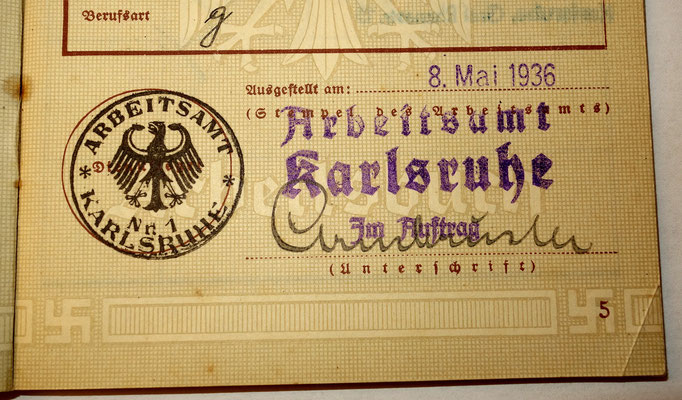 Berufsart
g
Ausgestellt am:
8. Mai 1936
(Stempel des Arbeitsamts)
Arbeitsamt
Karlsruhe
Im Auftrag
(Unterschrift)
ARBEITSAMT
Nr 1
* KARLSRUHE *
Arbeitsbuch
5